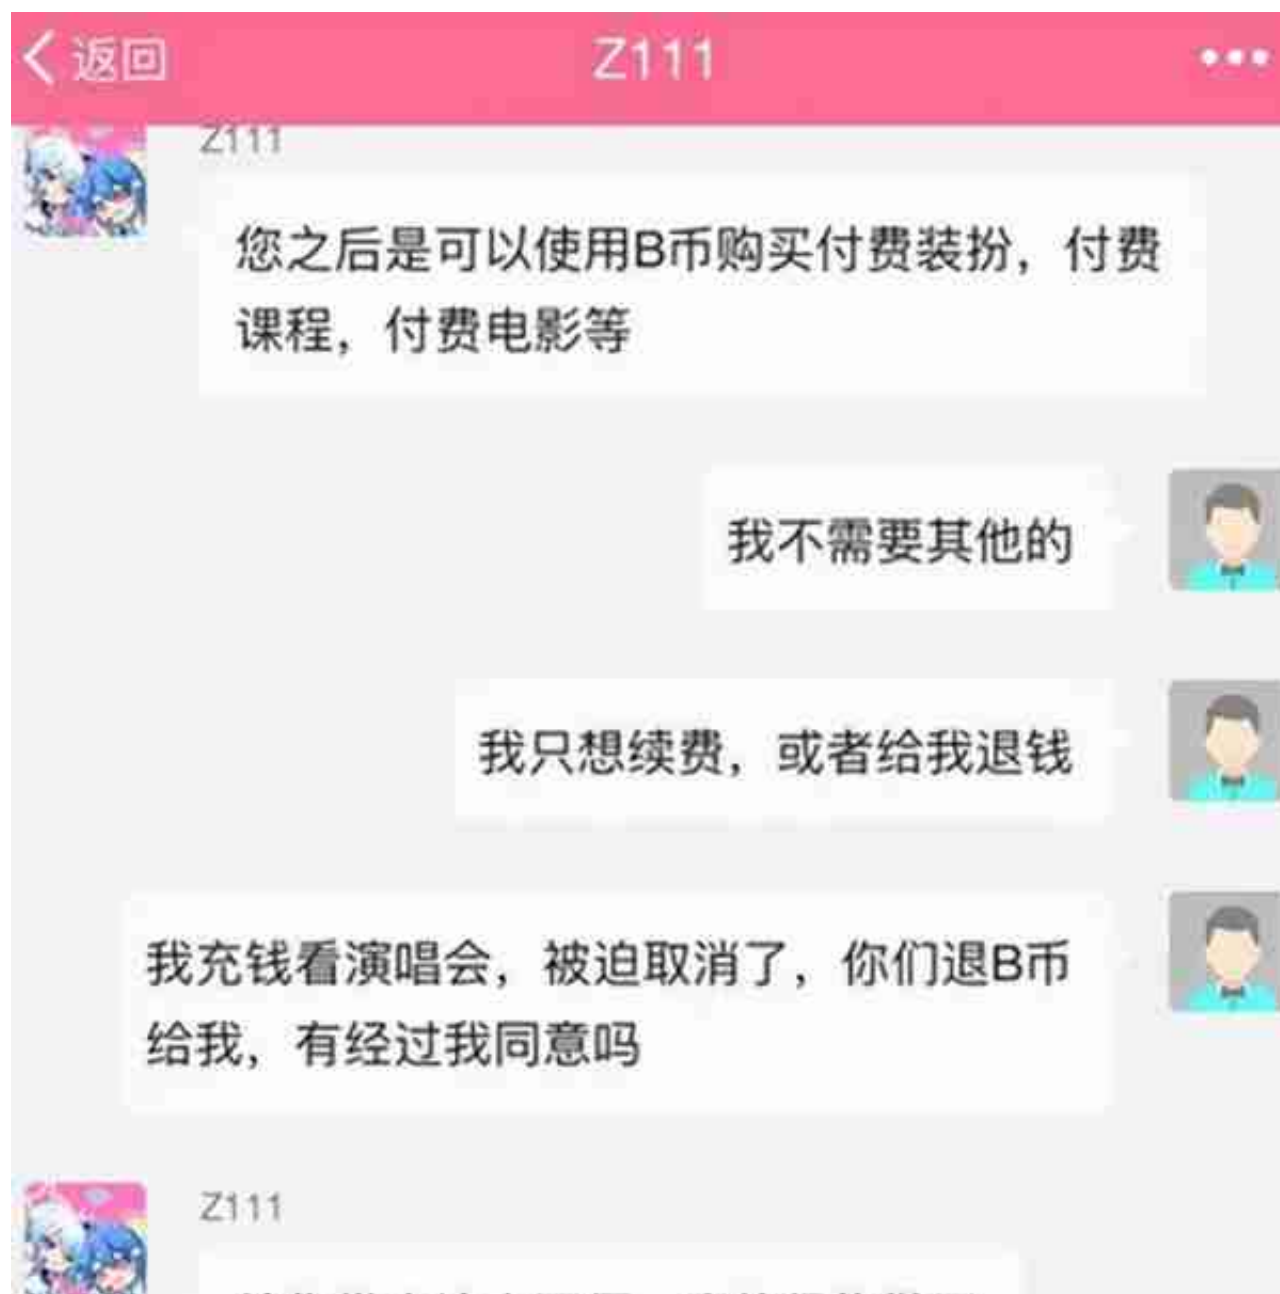 返回
Z111
Z111
您之后是可以使用B币购买付费装扮，付费
课程，付费电影等
我不需要其他的
我只想续费，或者给我退钱
我充钱看演唱会，被迫取消了，你们退B币
给我，有经过我同意吗
Z111